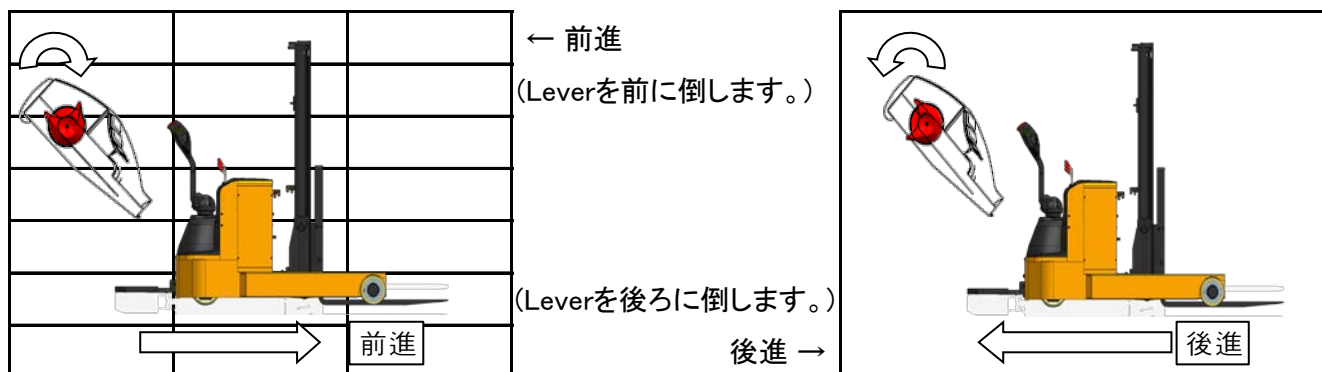 ← 前進
（Leverを前に倒します。）
（Leverを後ろに倒します。）
後進 →
前進
後進